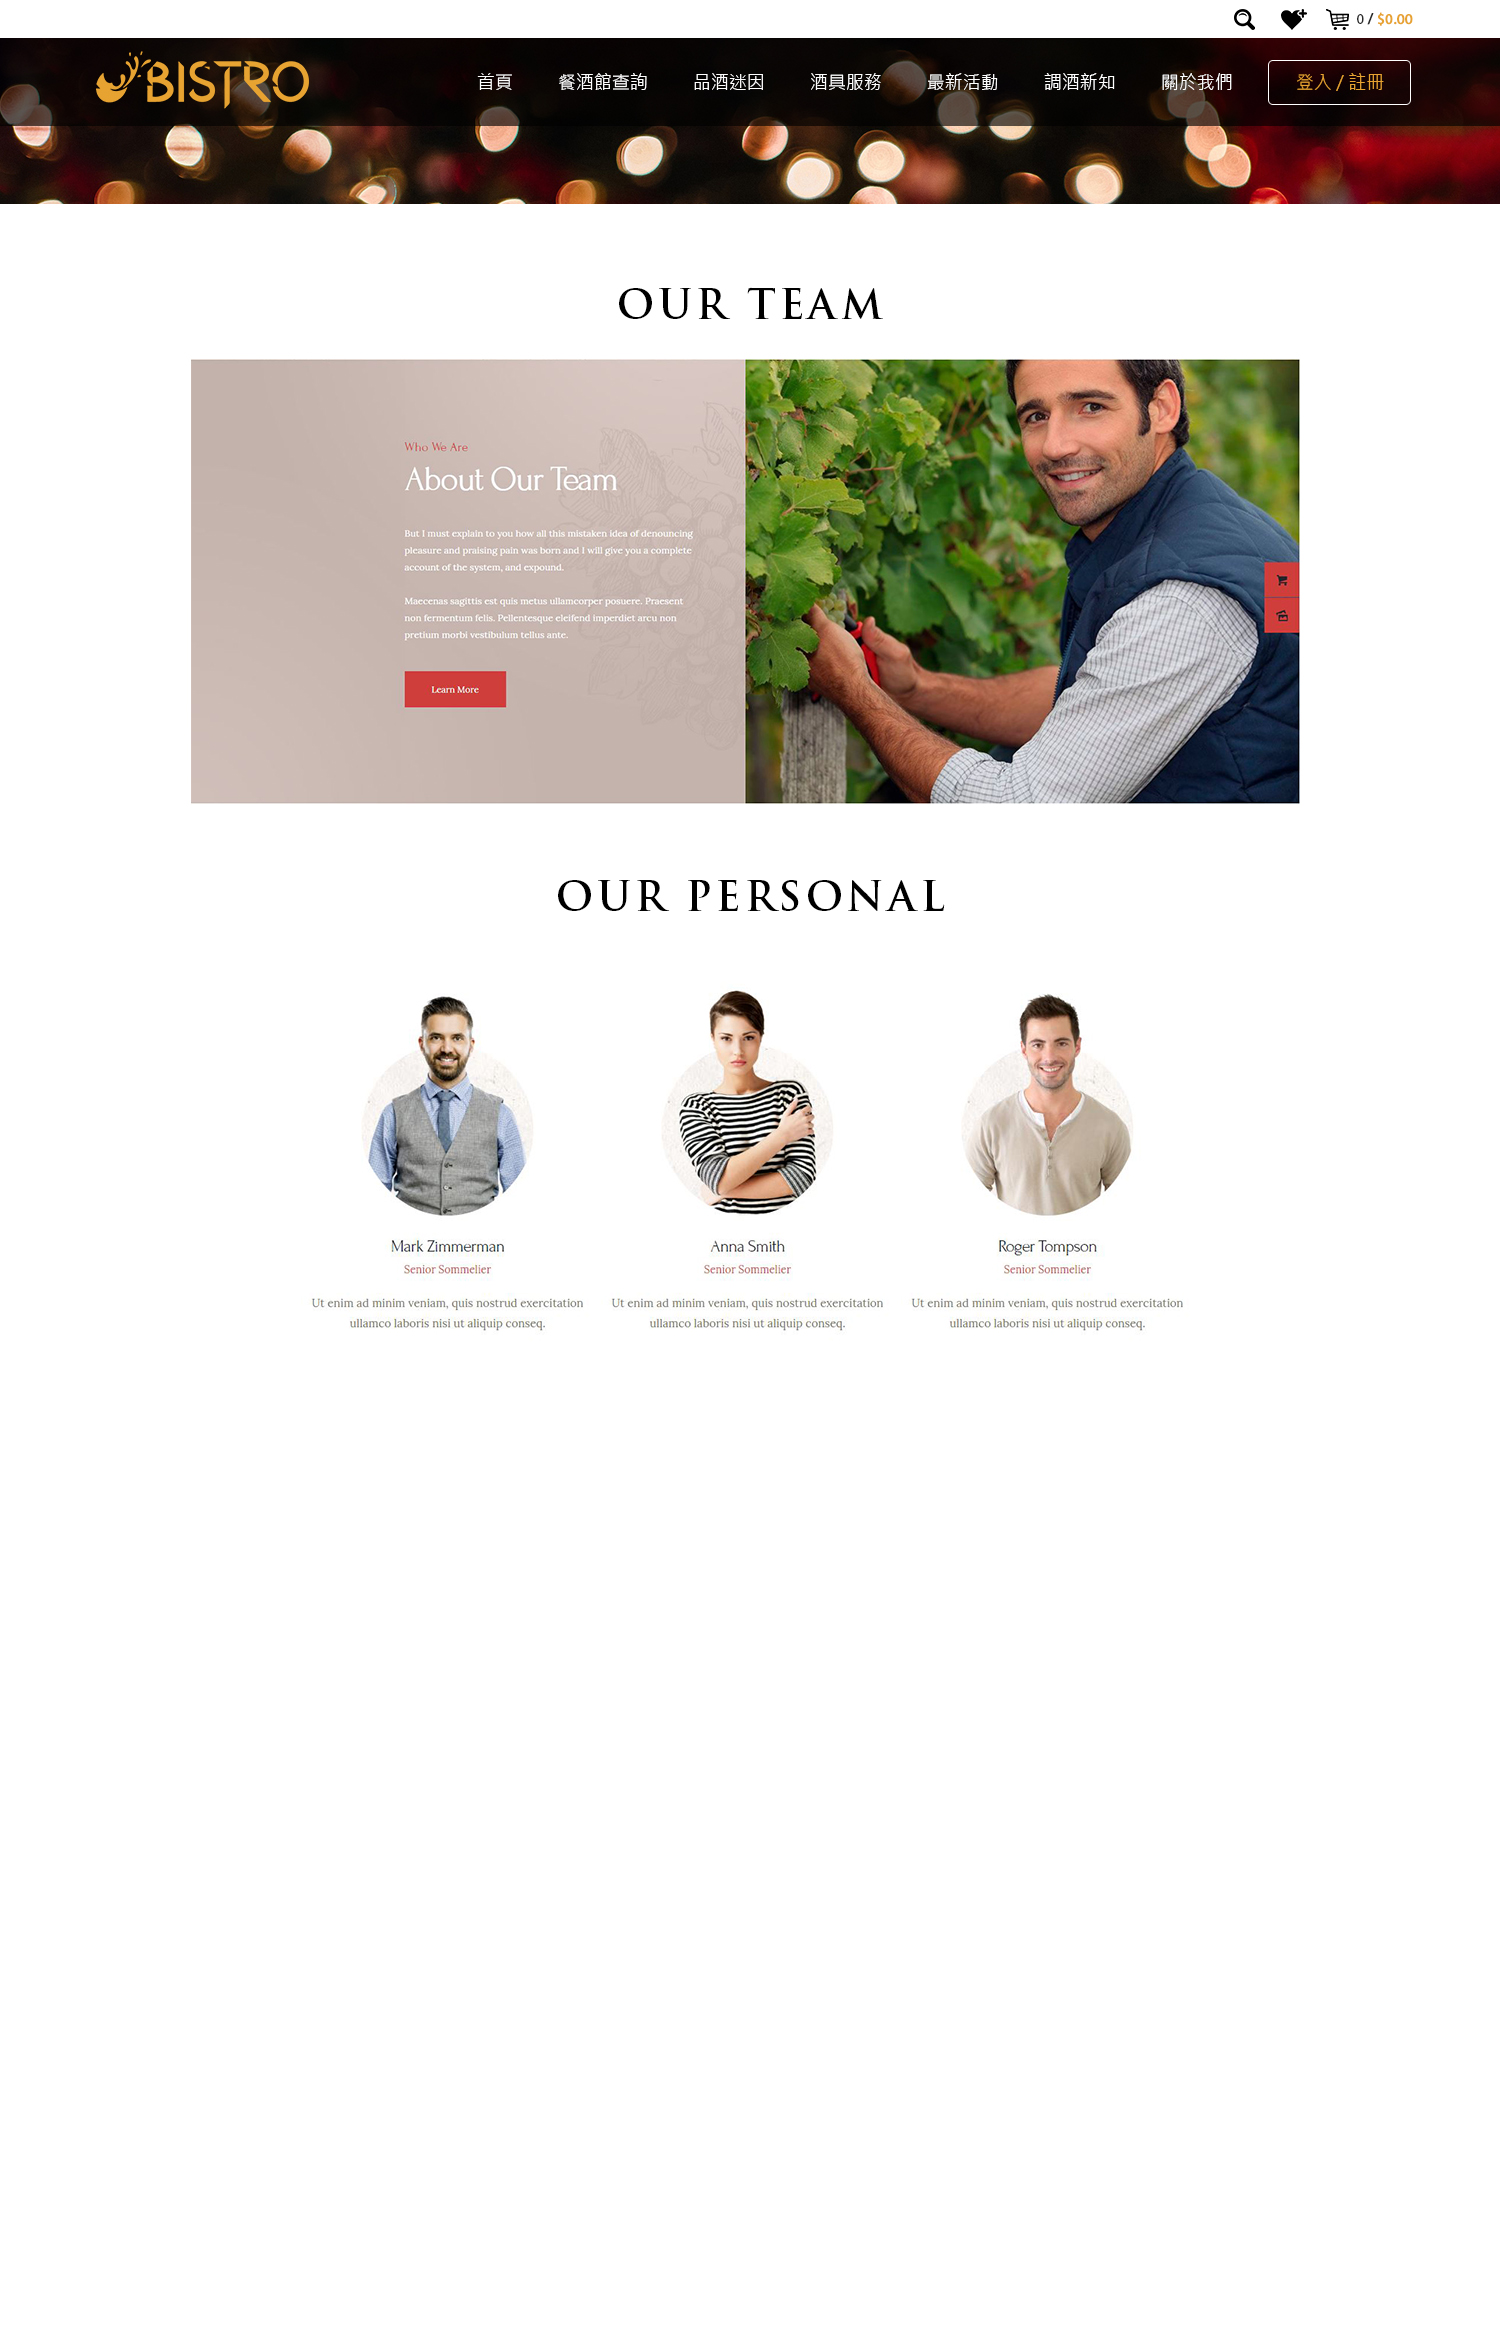 0 / $0.00
BISTRO
首頁 餐酒館查詢 品酒迷因 酒具服務 最新活動 調酒新知 關於我們 登入 / 註冊
OUR TEAM
Who We Are
About Our Team
But I must explain to you how all this mistaken idea of denouncing
pleasure and praising pain was born and I will give you a complete
account of the system, and expound.
Maecenas sagittis est quis metus ullamcorper posuere. Praesent
non fermentum felis. Pellentesque eleifend imperdiet arcu non
pretium morbi vestibulum tellus ante.
Learn More
OUR PERSONAL
Mark Zimmerman
Senior Sommelier
Ut enim ad minim veniam, quis nostrud exercitation
ullamco laboris nisi ut aliquip conseq.
Anna Smith
Senior Sommelier
Ut enim ad minim veniam, quis nostrud exercitation
ullamco laboris nisi ut aliquip conseq.
Roger Tompson
Senior Sommelier
Ut enim ad minim veniam, quis nostrud exercitation
ullamco laboris nisi ut aliquip conseq.